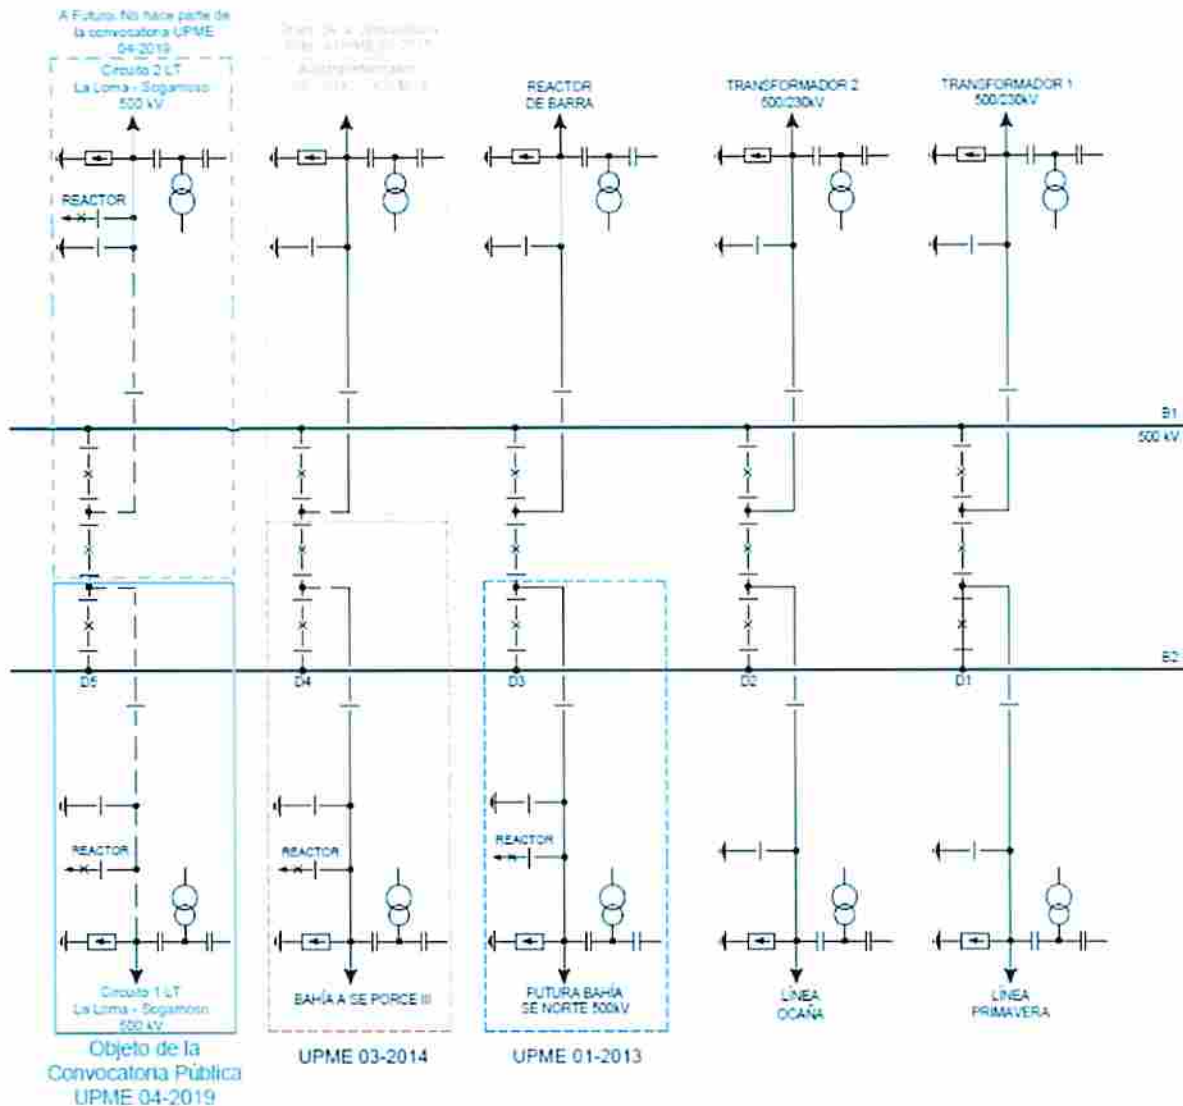 A Futuro. No hace parte de
la convocatoria UPME
04-2019
Circuito 2 LT
La Loma - Sogamoso
500 kV
REACTOR
DE BARRA
TRANSFORMADOR 2
500/230kV
TRANSFORMADOR 1
500/230kV
REACTOR
B1
500 kV
B2
D5
D4
D3
D2
D1
REACTOR
REACTOR
REACTOR
Circuito 1 LT
La Loma - Sogamoso
500 kV
BAHÍA A SE PORCE III
FUTURA BAHÍA
SE NORTE 500kV
LÍNEA
OCAÑA
LÍNEA
PRIMAVERA
Objeto de la
Convocatoria Pública
UPME 04-2019
UPME 03-2014
UPME 01-2013